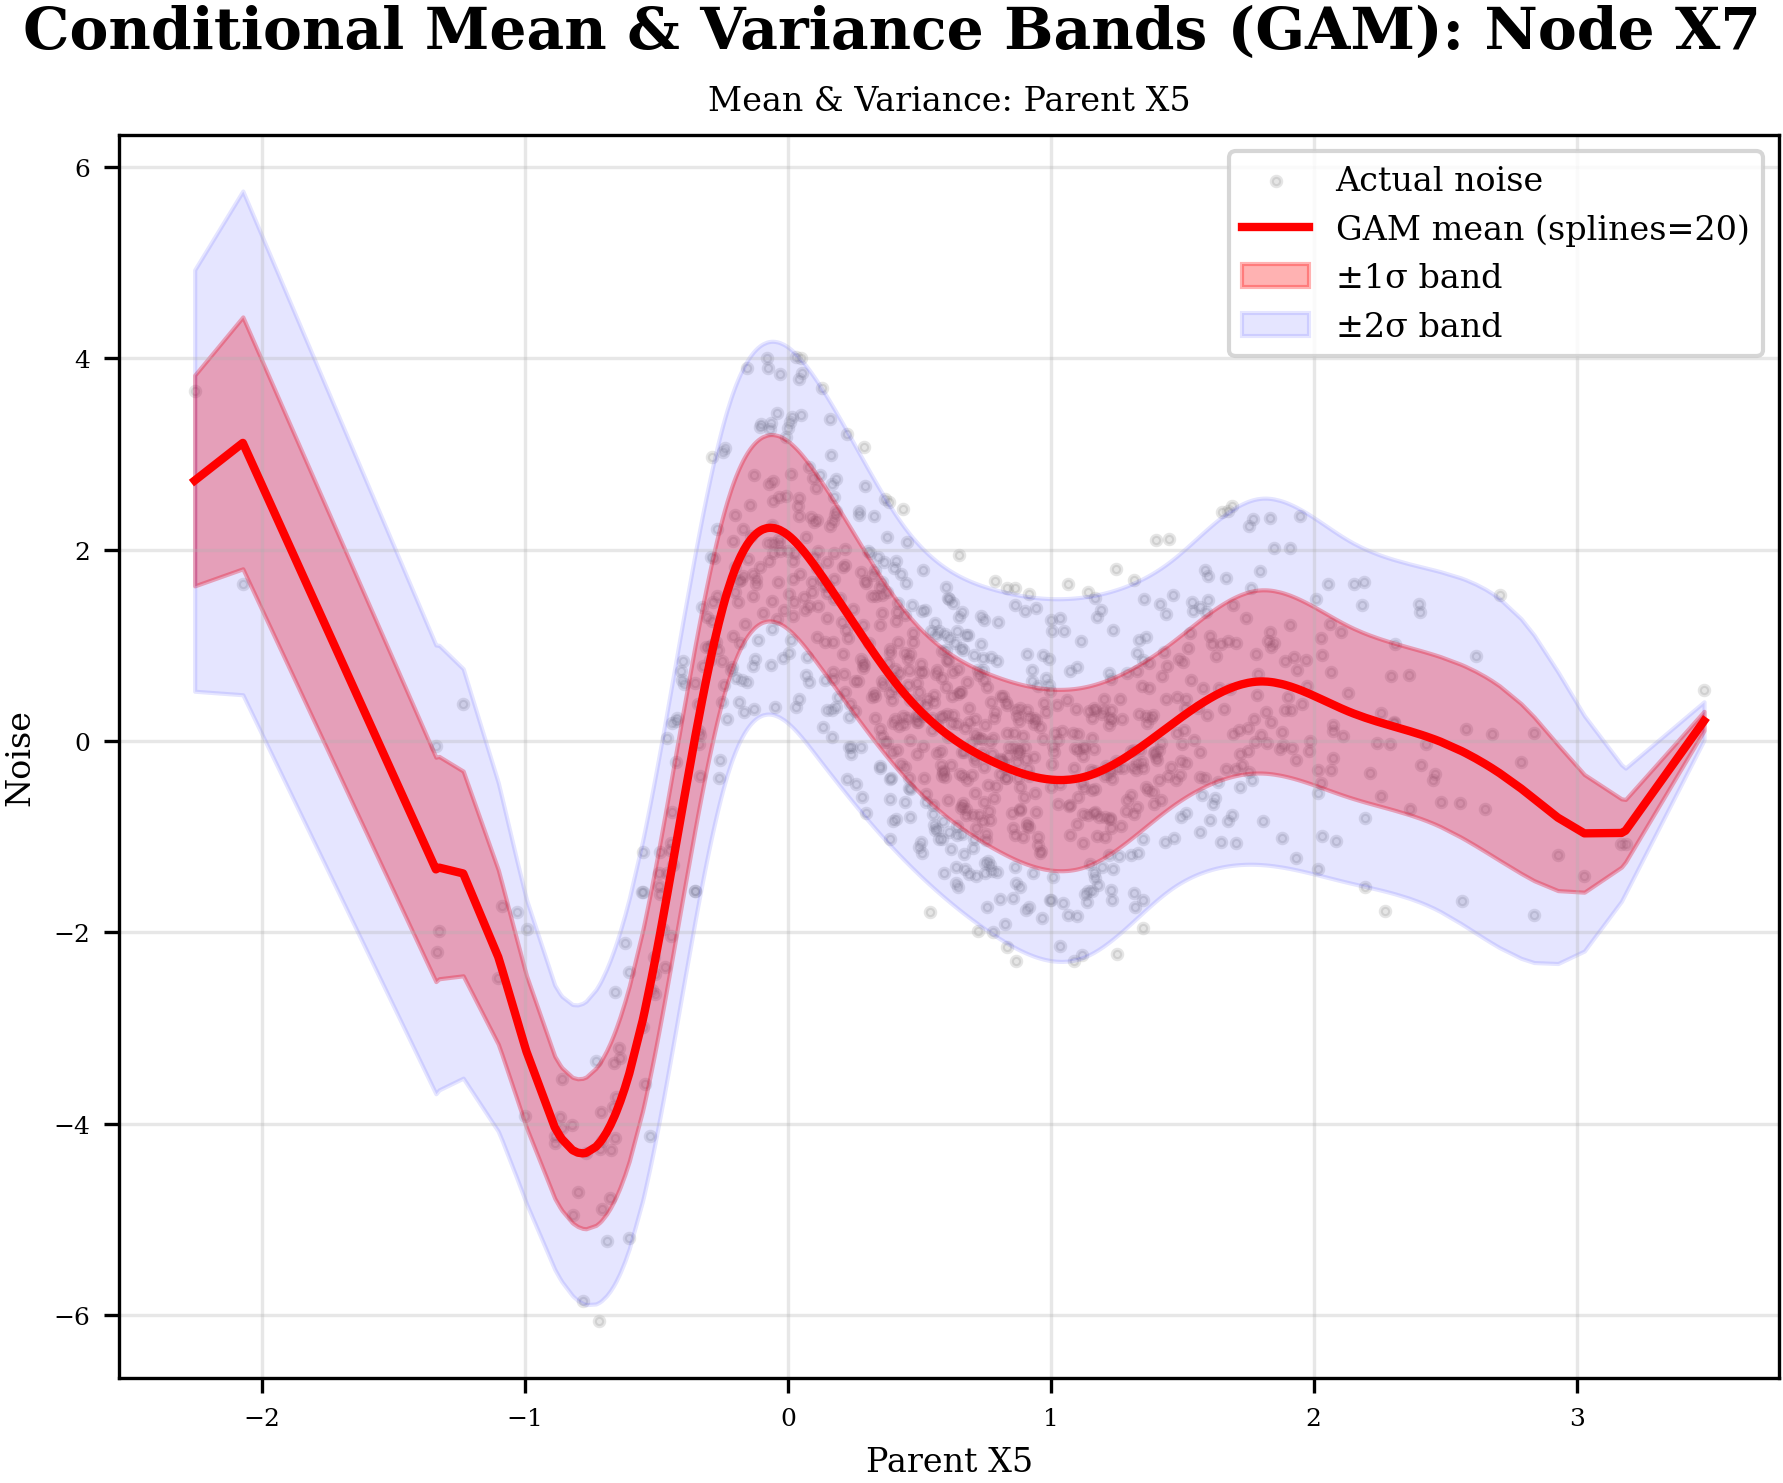 Conditional Mean & Variance Bands (GAM): Node X7
Mean & Variance: Parent X5
Actual noise
GAM mean (splines=20)
±1σ band
±2σ band
Noise
6
4
2
0
−2
−4
−6
−2
−1
0
1
2
3
Parent X5